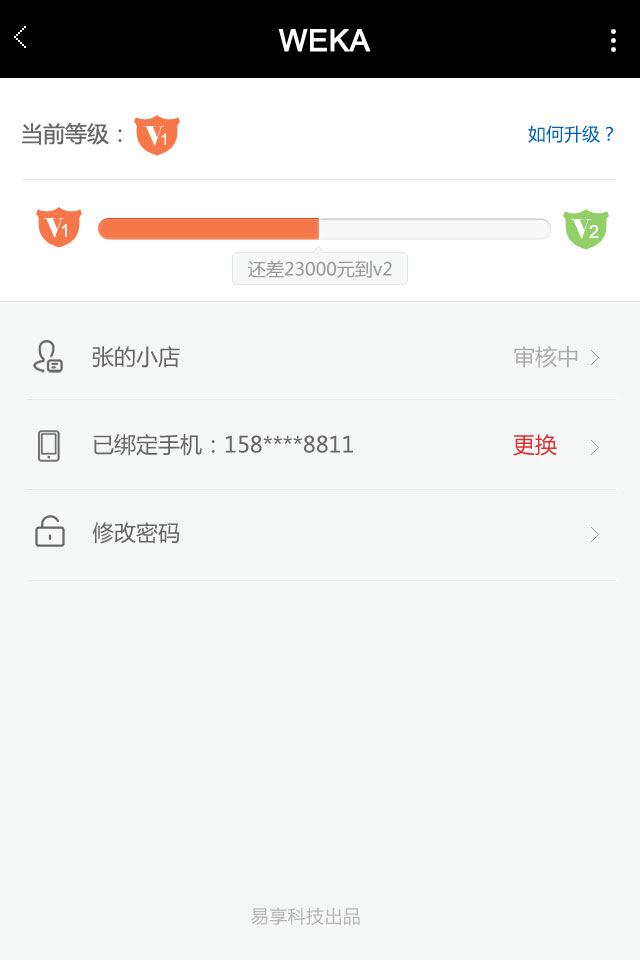 WEKA
当前等级：V1
如何升级？
V1
V2
还差23000元到v2
张的小店
审核中
已绑定手机：158****8811
更换
修改密码
易享科技出品